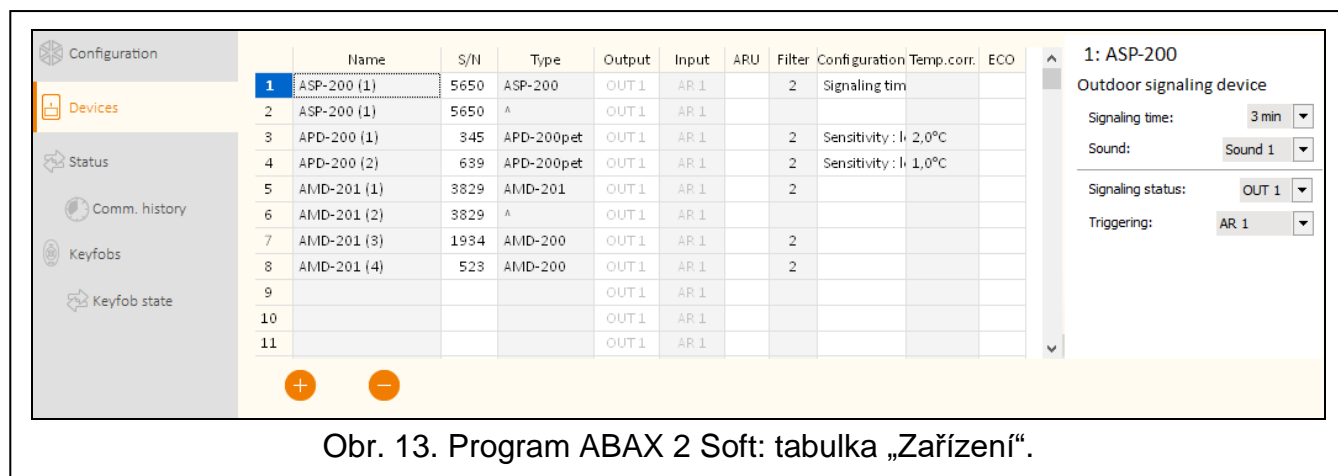 Configuration
Devices
Status
Comm. history
Keyfobs
Keyfob state
Name S/N Type Output Input ARU Filter Configuration Temp.corr. ECO
1 ASP-200 (1) 5650 ASP-200 OUT 1 AR 1 2 Signaling tim
2 ASP-200 (1) 5650 ^ OUT 1 AR 1
3 APD-200 (1) 345 APD-200pet OUT 1 AR 1 2 Sensitivity : l 2,0°C
4 APD-200 (2) 639 APD-200pet OUT 1 AR 1 2 Sensitivity : l 1,0°C
5 AMD-201 (1) 3829 AMD-201 OUT 1 AR 1 2
6 AMD-201 (2) 3829 ^ OUT 1 AR 1
7 AMD-201 (3) 1934 AMD-200 OUT 1 AR 1 2
8 AMD-201 (4) 523 AMD-200 OUT 1 AR 1 2
9 OUT 1 AR 1
10 OUT 1 AR 1
11 OUT 1 AR 1
1: ASP-200
Outdoor signaling device
Signaling time: 3 min
Sound: Sound 1
Signaling status: OUT 1
Triggering: AR 1
Obr. 13. Program ABAX 2 Soft: tabulka „Zařízení“.